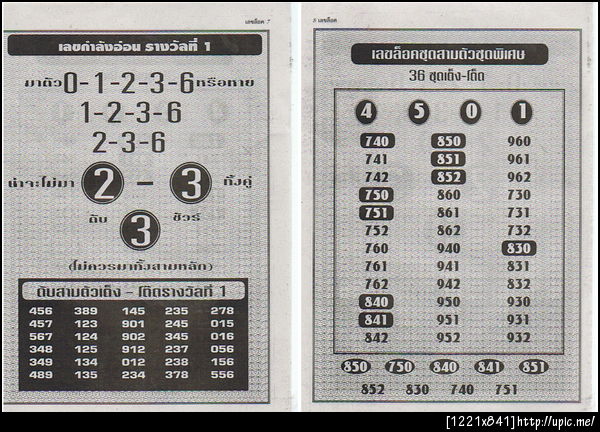 เลขล็อค 7
เลขกำลังอ่อน รางวัลที่ 1
มาตัว 0-1-2-3-6 หรือหาย
1-2-3-6
2-3-6
น่าจะไม่มา 2 - 3 ทั้งคู่
ดับ 3 ชัวร์
(ไม่ควรมาทั้งสามหลัก)
ดับสามตัวเต็ง - โต๊ดรางวัลที่ 1
456 389 145 235 278
457 123 901 245 015
567 124 902 345 016
348 125 912 237 056
349 134 012 238 156
489 135 234 378 556
8 เลขล็อค
เลขล็อคชุดสามตัวชุดพิเศษ
36 ชุดเต็ง-โต๊ด
4 5 0 1
740 850 960
741 851 961
742 852 962
750 860 730
751 861 731
752 862 732
760 940 830
761 941 831
762 942 832
840 950 930
841 951 931
842 952 932
850 750 840 841 851
852 830 740 751
[1221x841]http://upic.me/